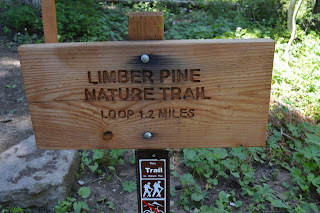 LIMBER PINE
NATURE TRAIL
LOOP 1.2 MILES
Trail